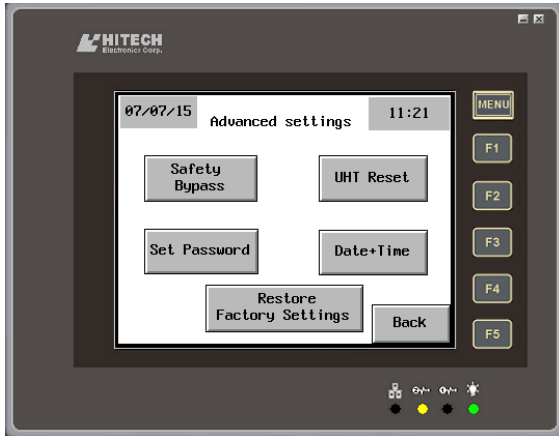 HITECH
Electronics Corp.
07/07/15
Advanced settings
11:21
Safety
Bypass
UHT Reset
Set Password
Date+Time
Restore
Factory Settings
Back
MENU
F1
F2
F3
F4
F5